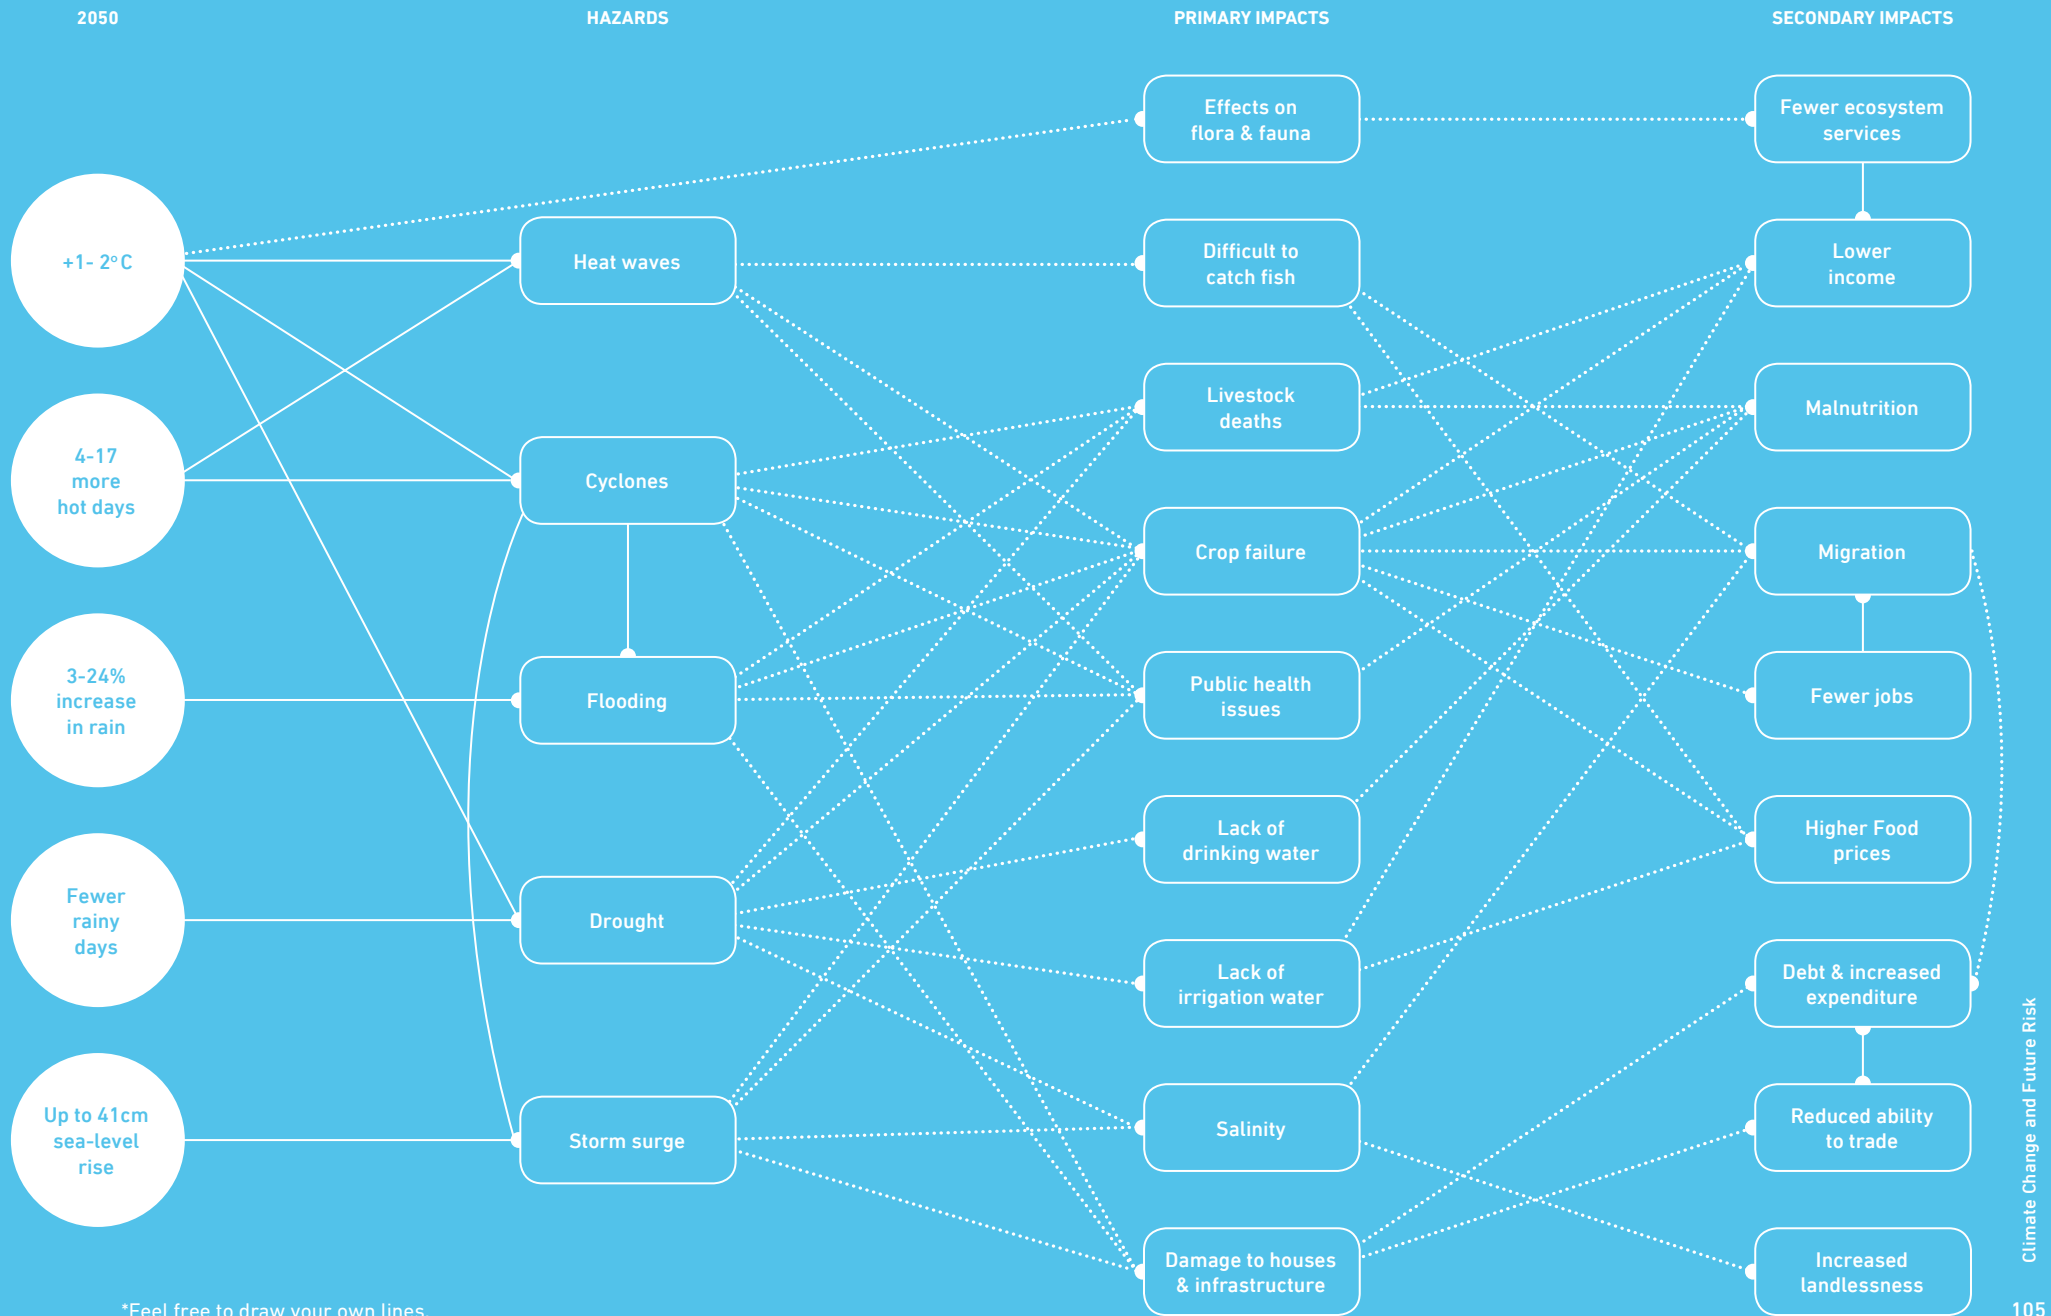 2050
HAZARDS
PRIMARY IMPACTS
SECONDARY IMPACTS
+1- 2°C
4-17
more
hot days
3-24%
increase
in rain
Fewer
rainy
days
Up to 41cm
sea-level
rise
Heat waves
Cyclones
Flooding
Drought
Storm surge
Effects on
flora & fauna
Difficult to
catch fish
Livestock
deaths
Crop failure
Public health
issues
Lack of
drinking water
Lack of
irrigation water
Salinity
Damage to houses
& infrastructure
Fewer ecosystem
services
Lower
income
Malnutrition
Migration
Fewer jobs
Higher Food
prices
Debt & increased
expenditure
Reduced ability
to trade
Increased
landlessness
Climate Change and Future Risk
*Feel free to draw your own lines.
105